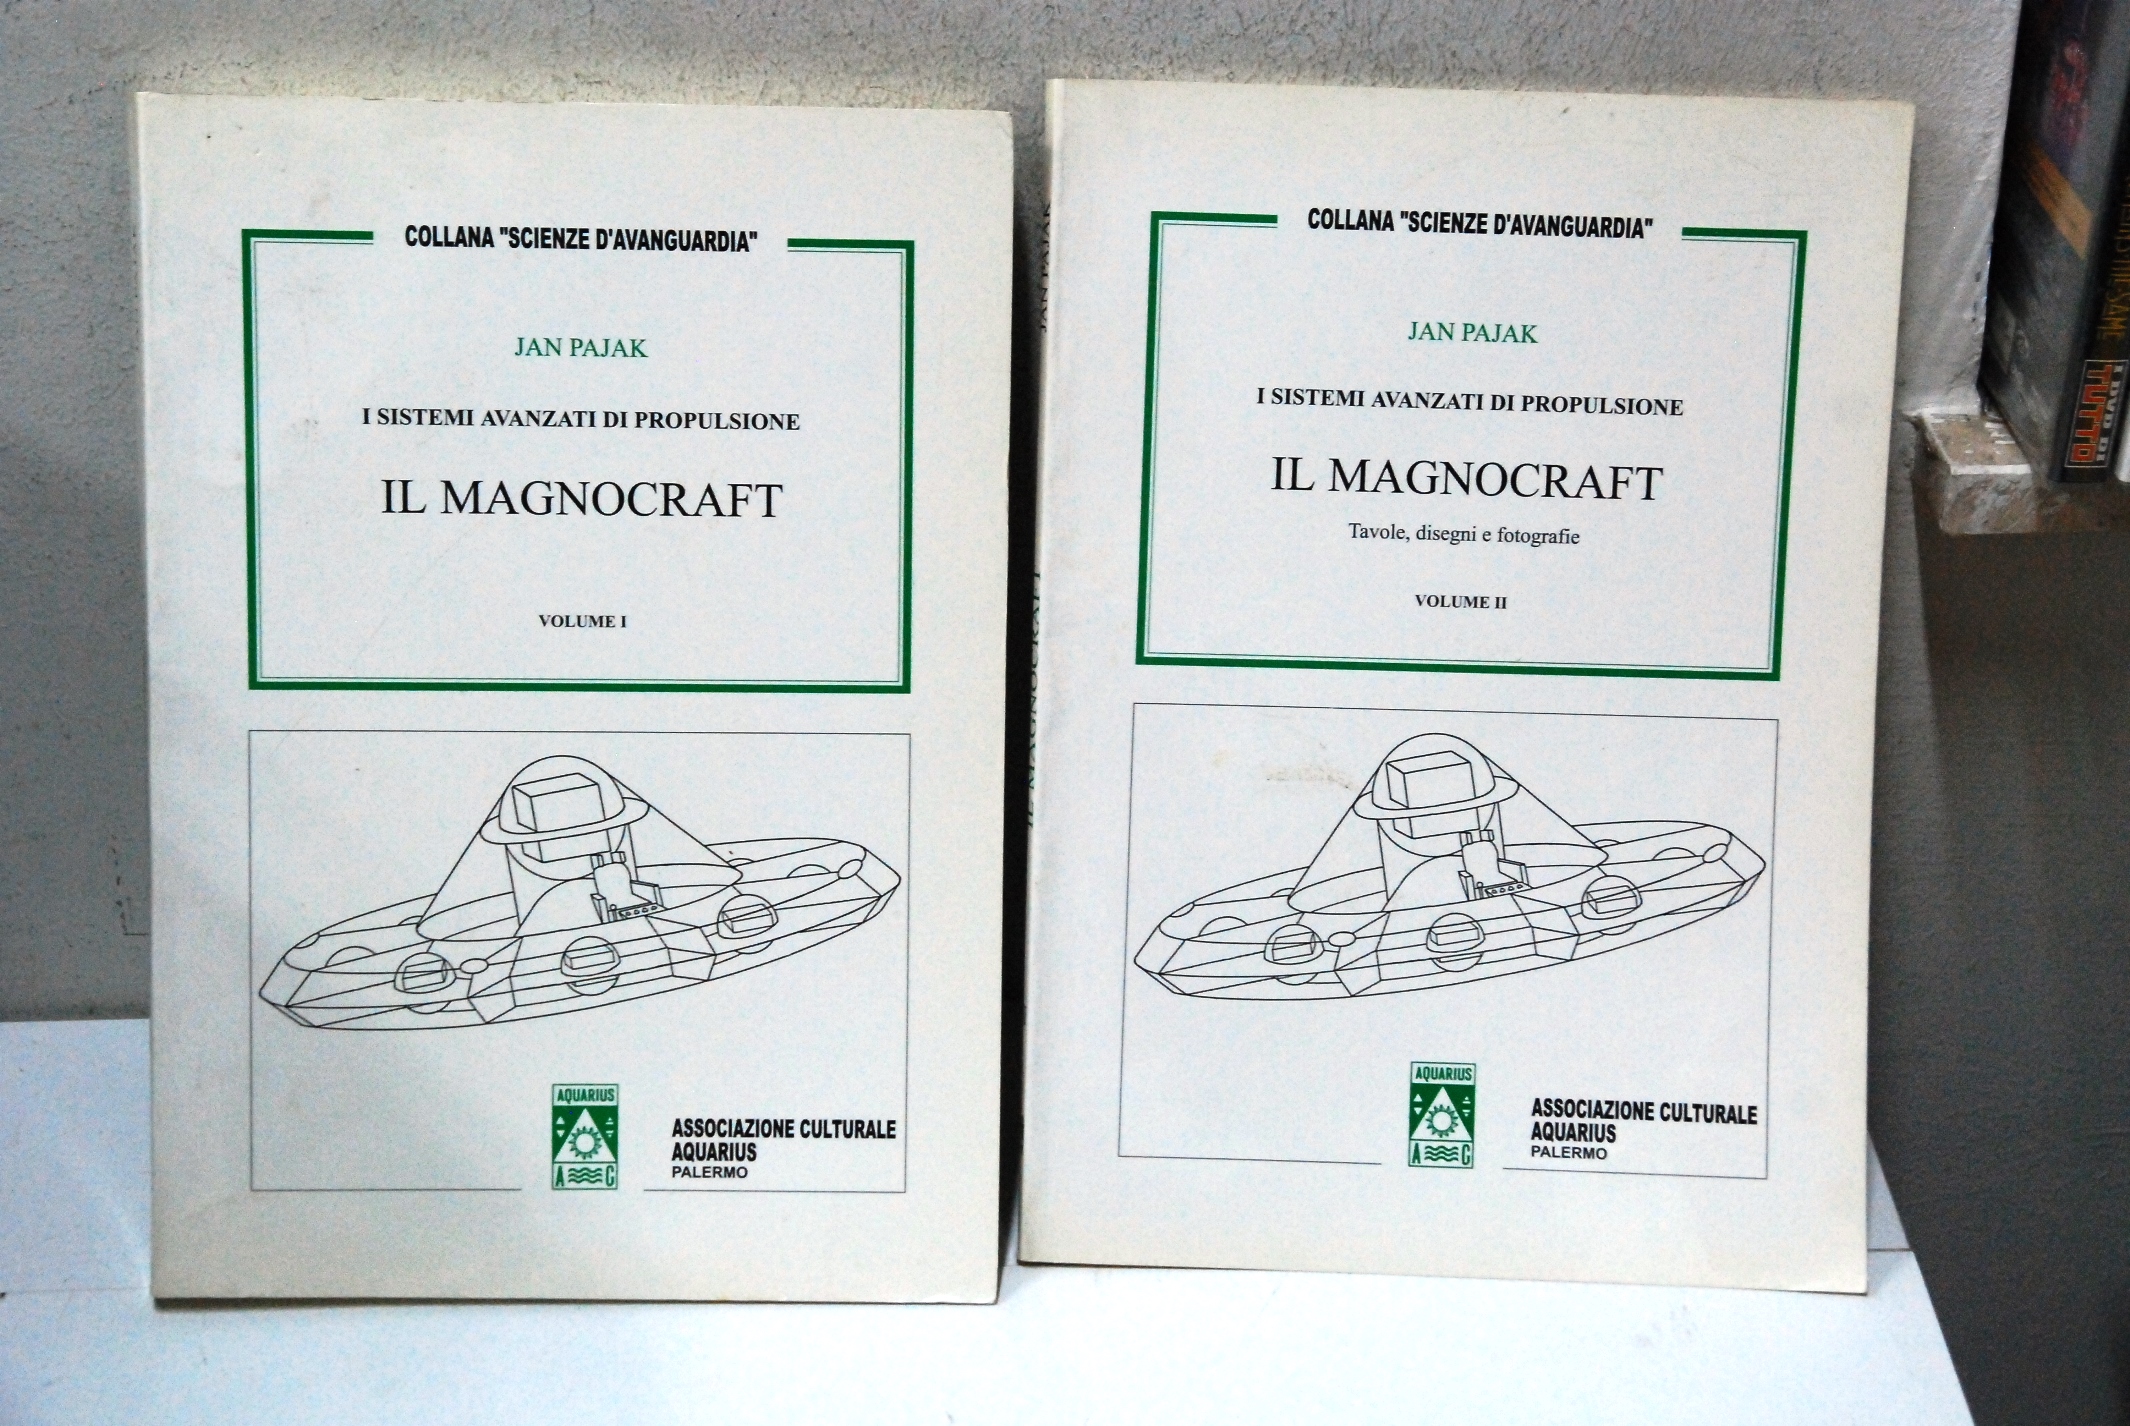 COLLANA "SCIENZE D'AVANGUARDIA"
JAN PAJAK
I SISTEMI AVANZATI DI PROPULSIONE
IL MAGNOCRAFT
VOLUME I
AQUARIUS
A C
ASSOCIAZIONE CULTURALE
AQUARIUS
PALERMO
JAN PAJAK
IL MAGNOCRAFT
COLLANA "SCIENZE D'AVANGUARDIA"
JAN PAJAK
I SISTEMI AVANZATI DI PROPULSIONE
IL MAGNOCRAFT
Tavole, disegni e fotografie
VOLUME II
AQUARIUS
A C
ASSOCIAZIONE CULTURALE
AQUARIUS
PALERMO
I DVD DI
TUTTO